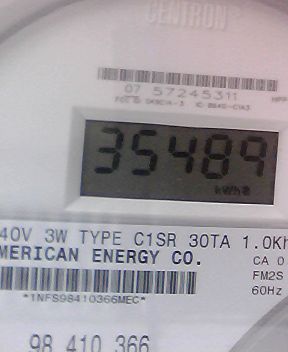 CENTRON
07 57245311
35489
kWh
40V 3W TYPE C1SR 30TA 1.0Kh
MERICAN ENERGY CO.
CA 0
FM2S
60Hz
*1NFS98410366MEC*
98 410 366